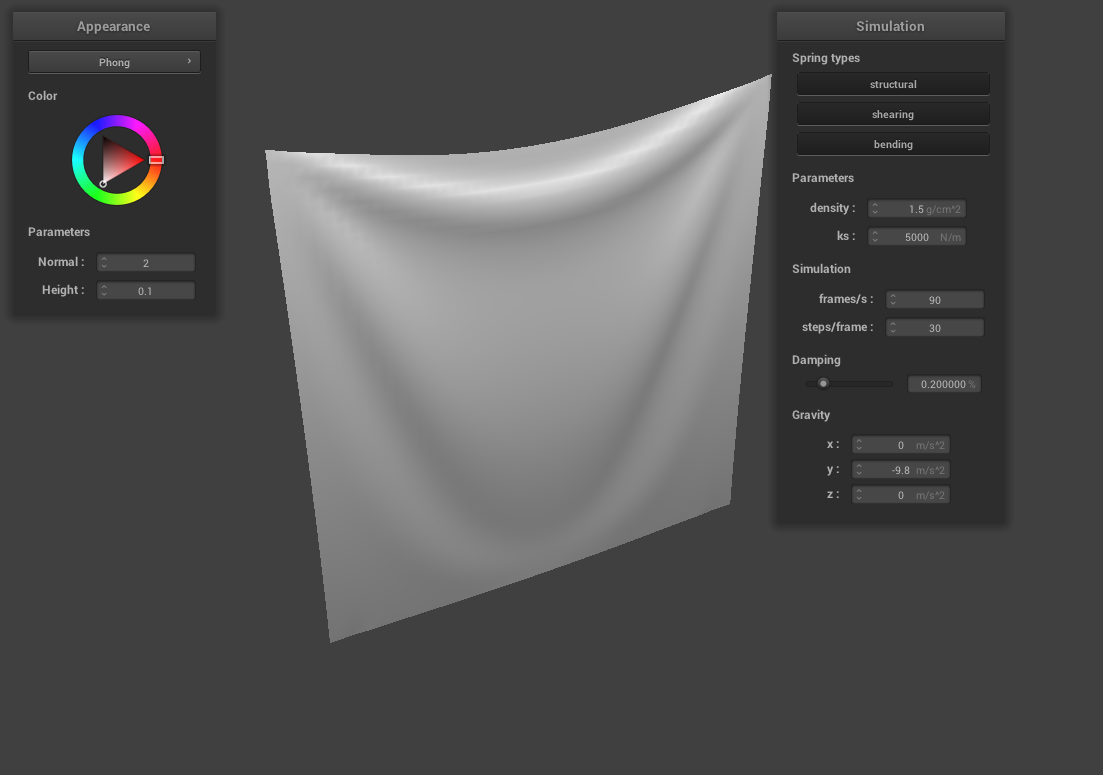 Appearance
Phong ›
Color
Parameters
Normal : 2
Height : 0.1
Simulation
Spring types
structural
shearing
bending
Parameters
density : 1.5 g/cm^2
ks : 5000 N/m
Simulation
frames/s : 90
steps/frame : 30
Damping
0.200000 %
Gravity
x : 0 m/s^2
y : -9.8 m/s^2
z : 0 m/s^2